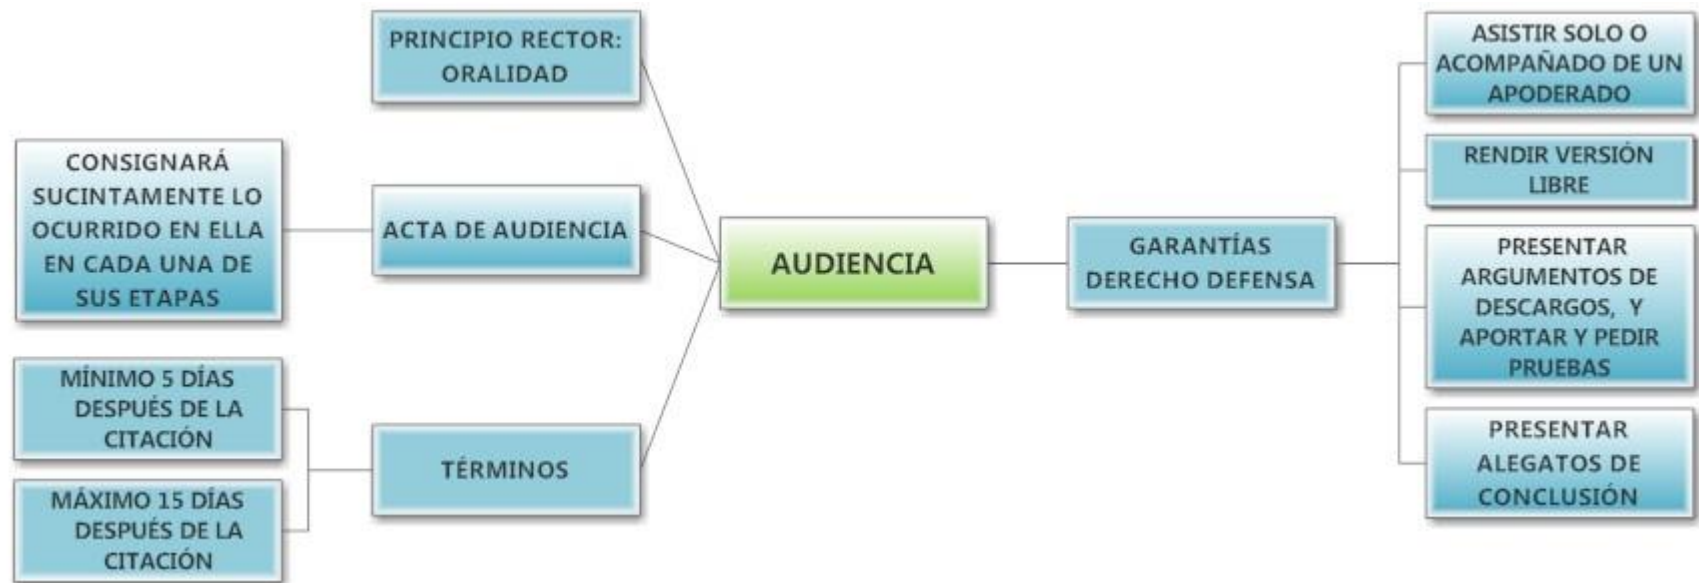 PRINCIPIO RECTOR:
ORALIDAD
CONSIGNARÁ
SUCINTAMENTE LO
OCURRIDO EN ELLA
EN CADA UNA DE
SUS ETAPAS
ACTA DE AUDIENCIA
MÍNIMO 5 DÍAS
DESPUÉS DE LA
CITACIÓN
MÁXIMO 15 DÍAS
DESPUÉS DE LA
CITACIÓN
TÉRMINOS
AUDIENCIA
GARANTÍAS
DERECHO DEFENSA
ASISTIR SOLO O
ACOMPAÑADO DE UN
APODERADO
RENDIR VERSIÓN
LIBRE
PRESENTAR
ARGUMENTOS DE
DESCARGOS, Y
APORTAR Y PEDIR
PRUEBAS
PRESENTAR
ALEGATOS DE
CONCLUSIÓN